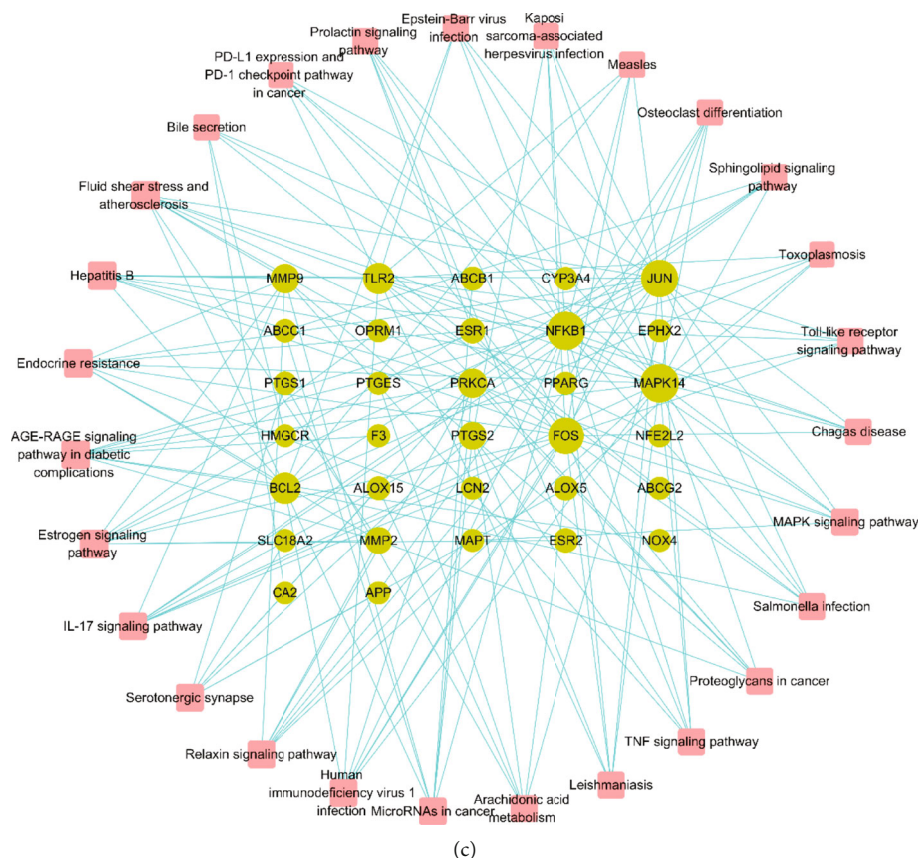 Epstein-Barr virus
infection
Kaposi
sarcoma-associated
herpesvirus infection
Prolactin signaling
pathway
Measles
PD-L1 expression and
PD-1 checkpoint pathway
in cancer
Osteoclast differentiation
Bile secretion
Sphingolipid signaling
pathway
Fluid shear stress and
atherosclerosis
Toxoplasmosis
Hepatitis B
MMP9 TLR2 ABCB1 CYP3A4 JUN
ABCC1 OPRM1 ESR1 NFKB1 EPHX2
Toll-like receptor
signaling pathway
Endocrine resistance
PTGS1 PTGES PRKCA PPARG MAPK14
AGE-RAGE signaling
pathway in diabetic
complications
HMGCR F3 PTGS2 FOS NFE2L2
Chagas disease
BCL2 ALOX15 LCN2 ALOX5 ABCG2
MAPK signaling pathway
Estrogen signaling
pathway
SLC18A2 MMP2 MAPT ESR2 NOX4
CA2 APP
Salmonella infection
IL-17 signaling pathway
Proteoglycans in cancer
Serotonergic synapse
TNF signaling pathway
Relaxin signaling pathway
Human
immunodeficiency virus 1
infection
MicroRNAs in cancer
Arachidonic acid
metabolism
Leishmaniasis
(c)